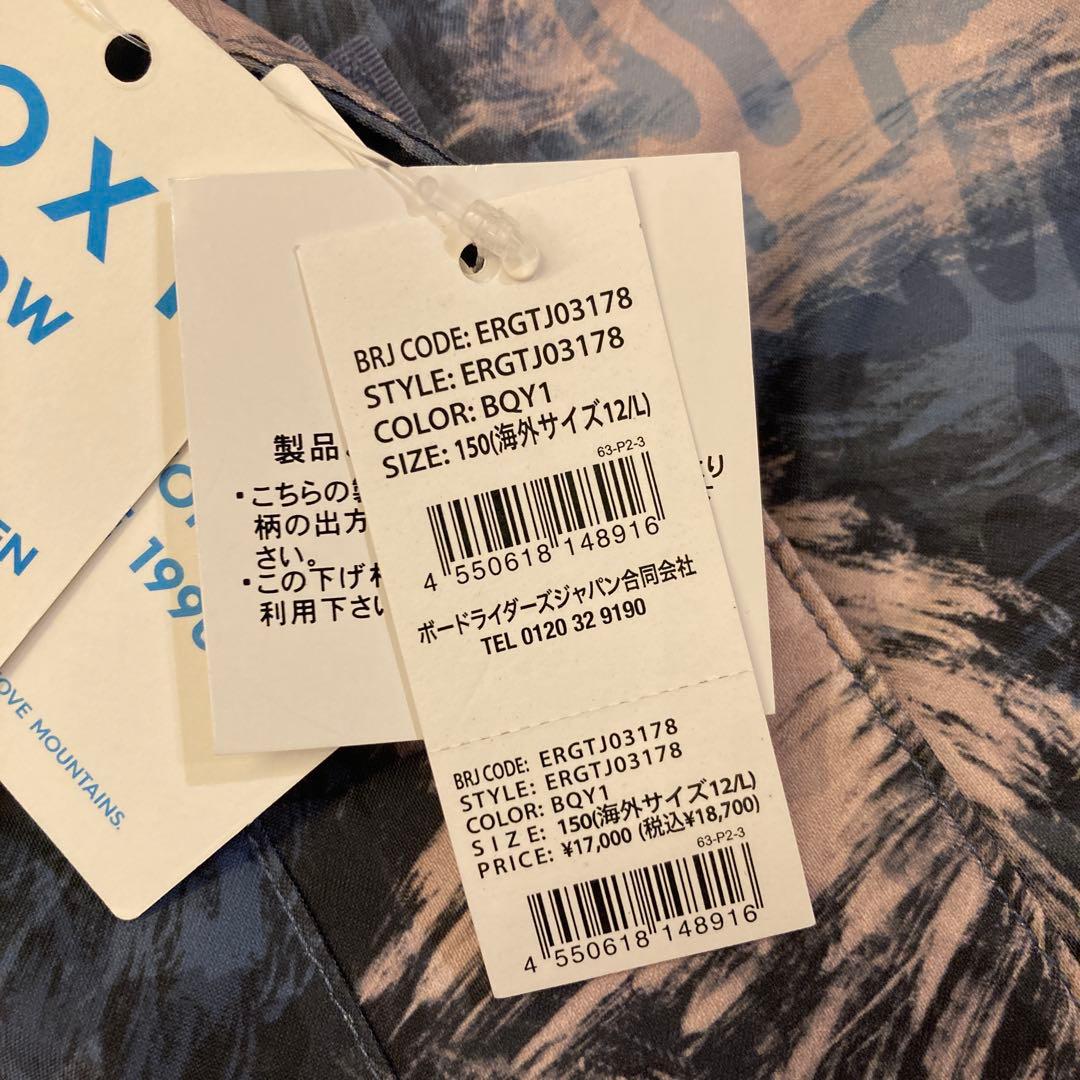 OX
OW
EN
199
OVE MOUNTAINS.
製品
・こちらの
柄の出方
さい。
・この下げ札
利用下さい
BRJ CODE: ERGTJ03178
STYLE: ERGTJ03178
COLOR: BQY1
SIZE: 150(海外サイズ12/L)
63-P2-3
4 550618 148916
ボードライダーズジャパン合同会社
TEL 0120 32 9190
BRJ CODE: ERGTJ03178
STYLE: ERGTJ03178
COLOR: BQY1
SIZE: 150(海外サイズ12/L)
PRICE: ¥17,000 (税込¥18,700)
63-P2-3
4 550618 148916